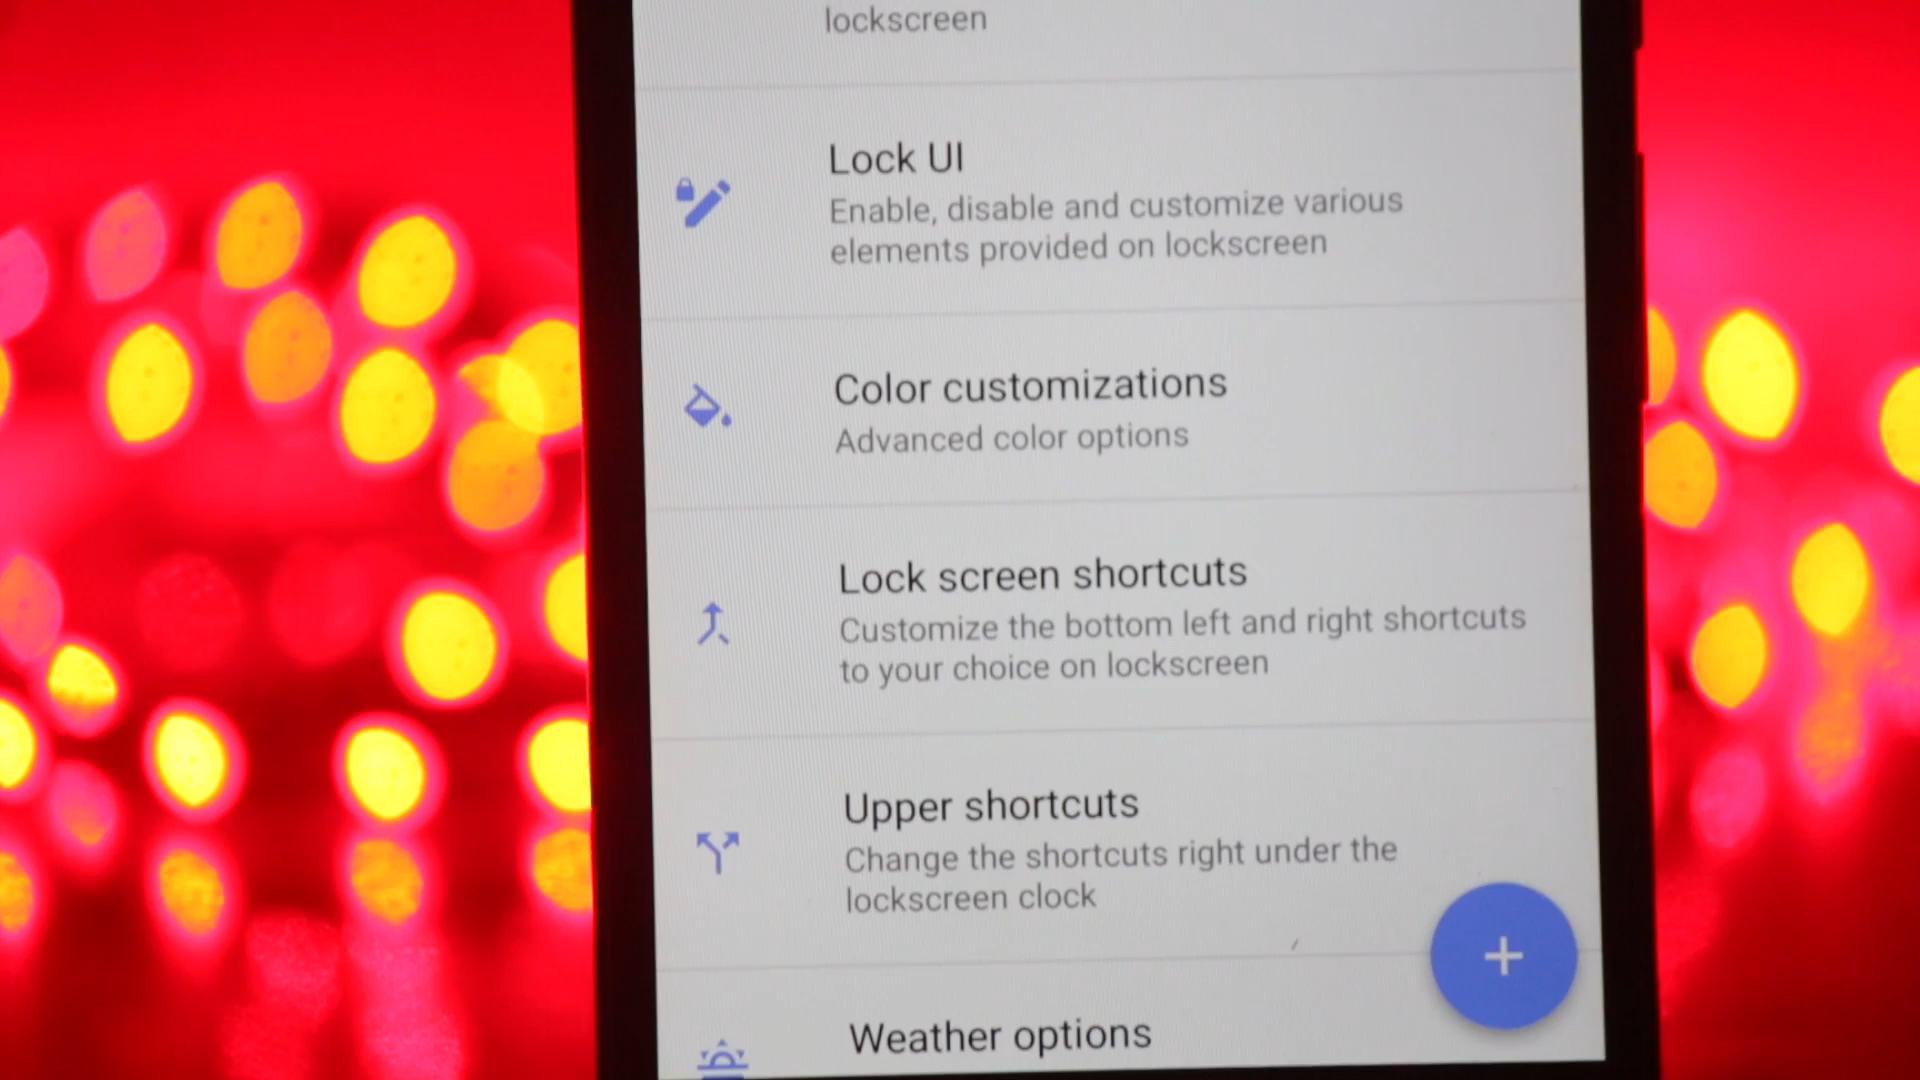 lockscreen
Lock UI
Enable, disable and customize various
elements provided on lockscreen
Color customizations
Advanced color options
Lock screen shortcuts
Customize the bottom left and right shortcuts
to your choice on lockscreen
Upper shortcuts
Change the shortcuts right under the
lockscreen clock
Weather options